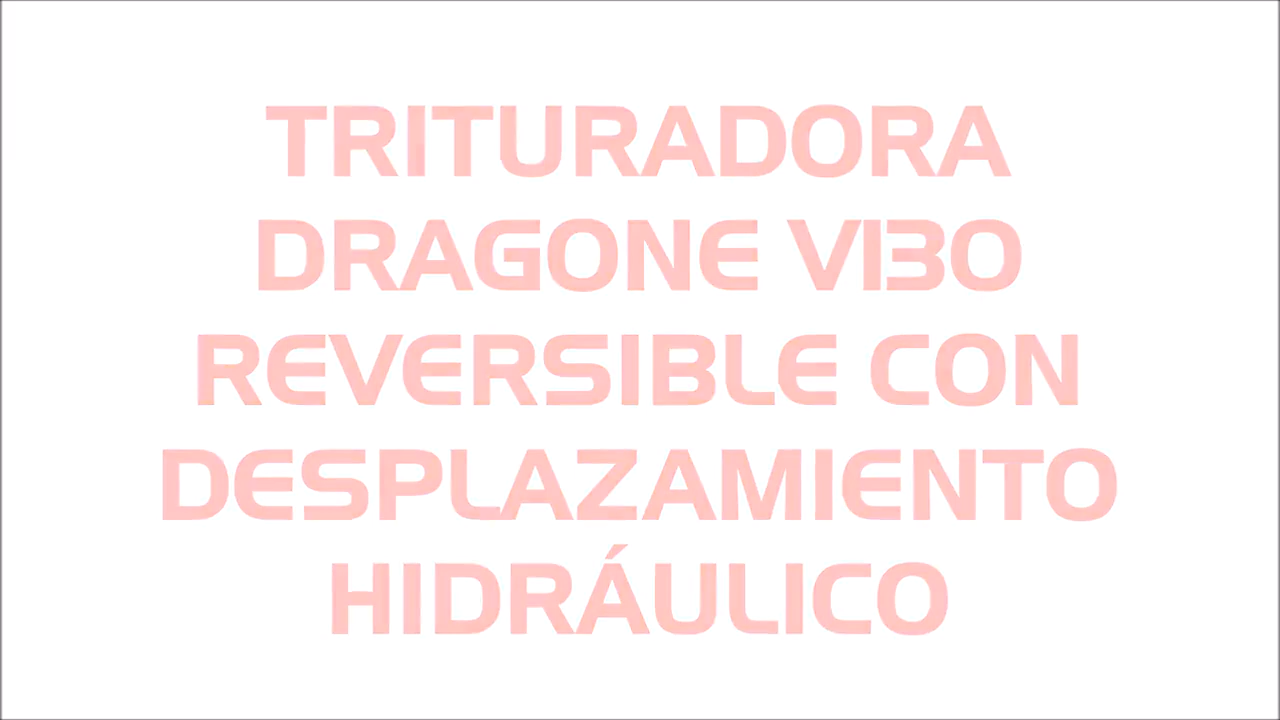 TRITURADORA
DRAGONE V130
REVERSIBLE CON
DESPLAZAMIENTO
HIDRÁULICO